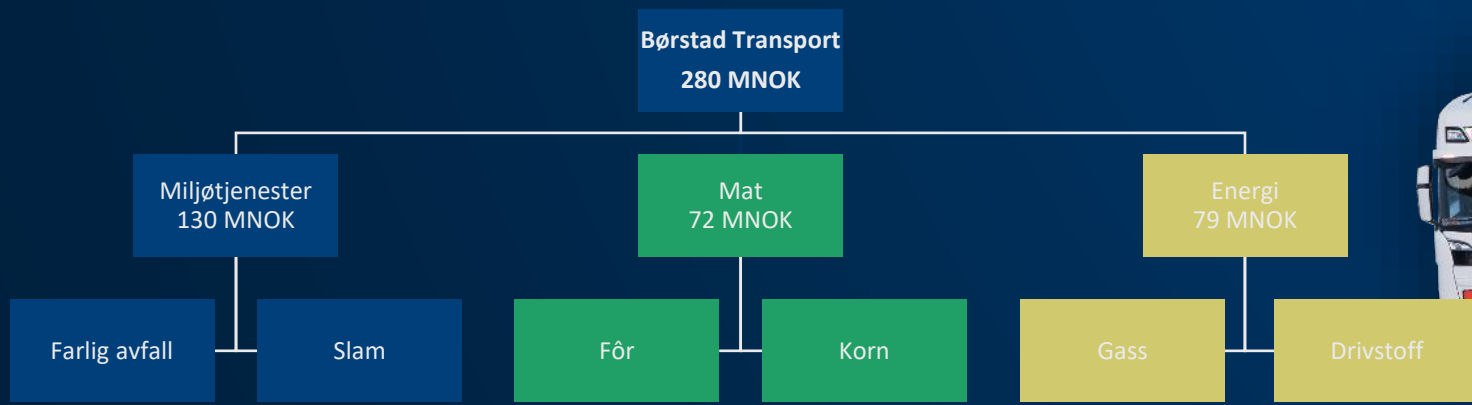 Børstad Transport
280 MNOK
Miljøtjenester
130 MNOK
Mat
72 MNOK
Energi
79 MNOK
Farlig avfall
Slam
Fôr
Korn
Gass
Drivstoff